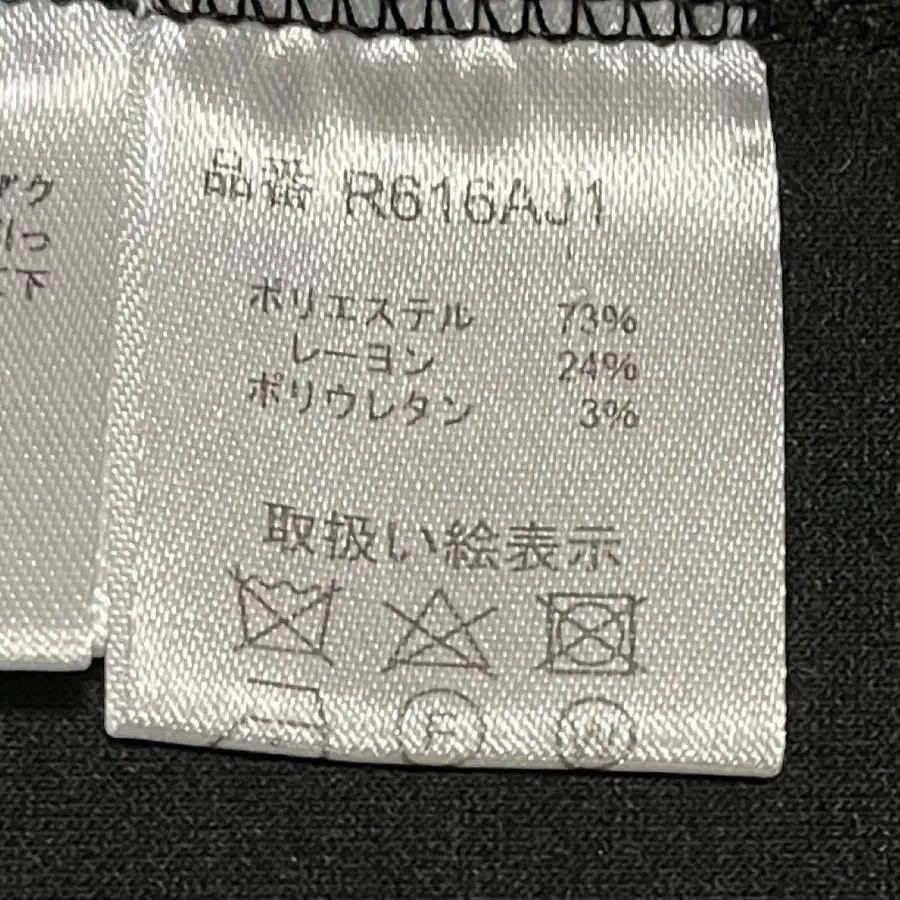 品番 R616AJ1
ポリエステル 73%
レーヨン 24%
ポリウレタン 3%
取扱い絵表示
F W